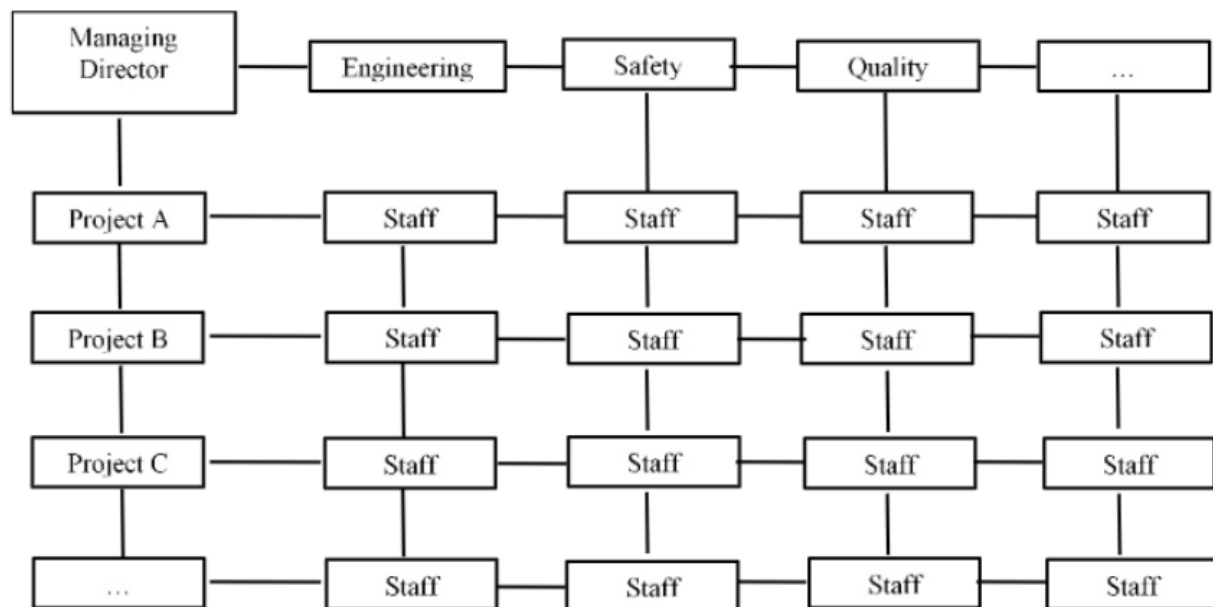 Managing
Director
Engineering
Safety
Quality
...
Project A
Staff
Staff
Staff
Staff
Project B
Staff
Staff
Staff
Staff
Project C
Staff
Staff
Staff
Staff
...
Staff
Staff
Staff
Staff